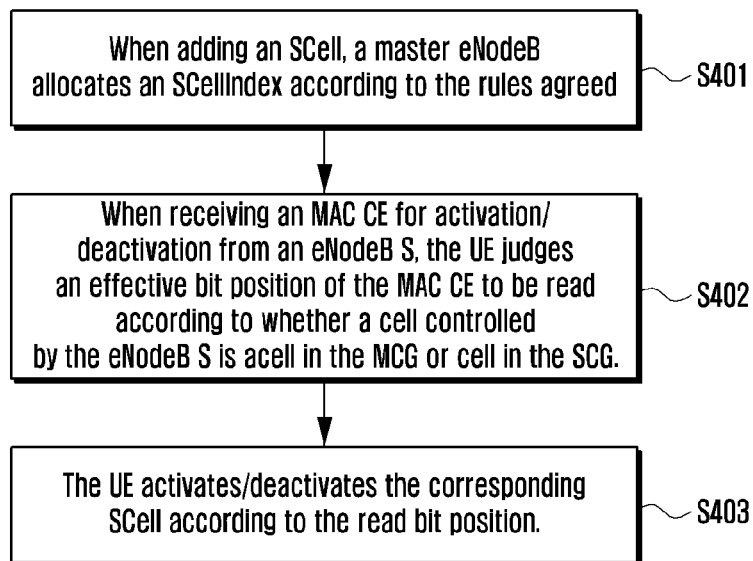 When adding an SCell, a master eNodeB
allocates an SCellIndex according to the rules agreed
S401
When receiving an MAC CE for activation/
deactivation from an eNodeB S, the UE judges
an effective bit position of the MAC CE to be read
according to whether a cell controlled
by the eNodeB S is acell in the MCG or cell in the SCG.
S402
The UE activates/deactivates the corresponding
SCell according to the read bit position.
S403